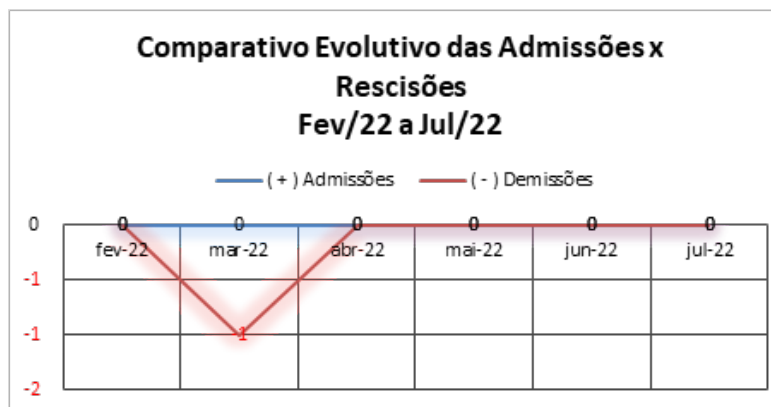 Comparativo Evolutivo das Admissões x
Rescisões
Fev/22 a Jul/22
( + ) Admissões ( - ) Demissões
0 0 0 0 0 0 0
fev-22 mar-22 abr-22 mai-22 jun-22 jul-22
-1
-1 -1
-2